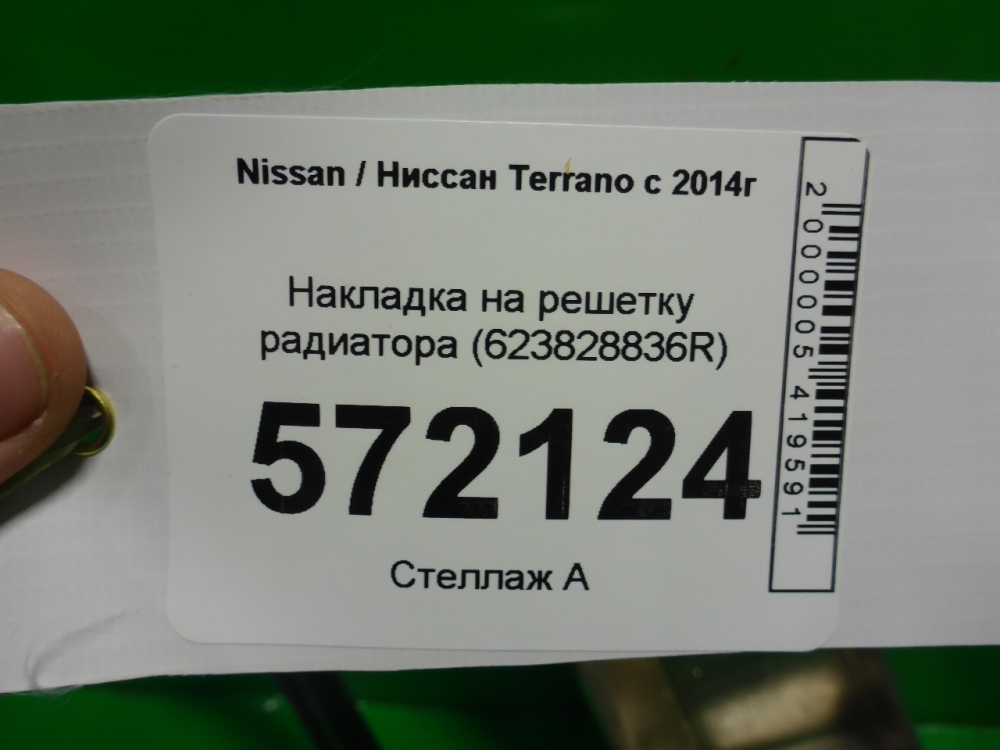 Nissan / Ниссан Terrano с 2014г
Накладка на решетку
радиатора (623828836R)
572124
Стеллаж А
2000005419591